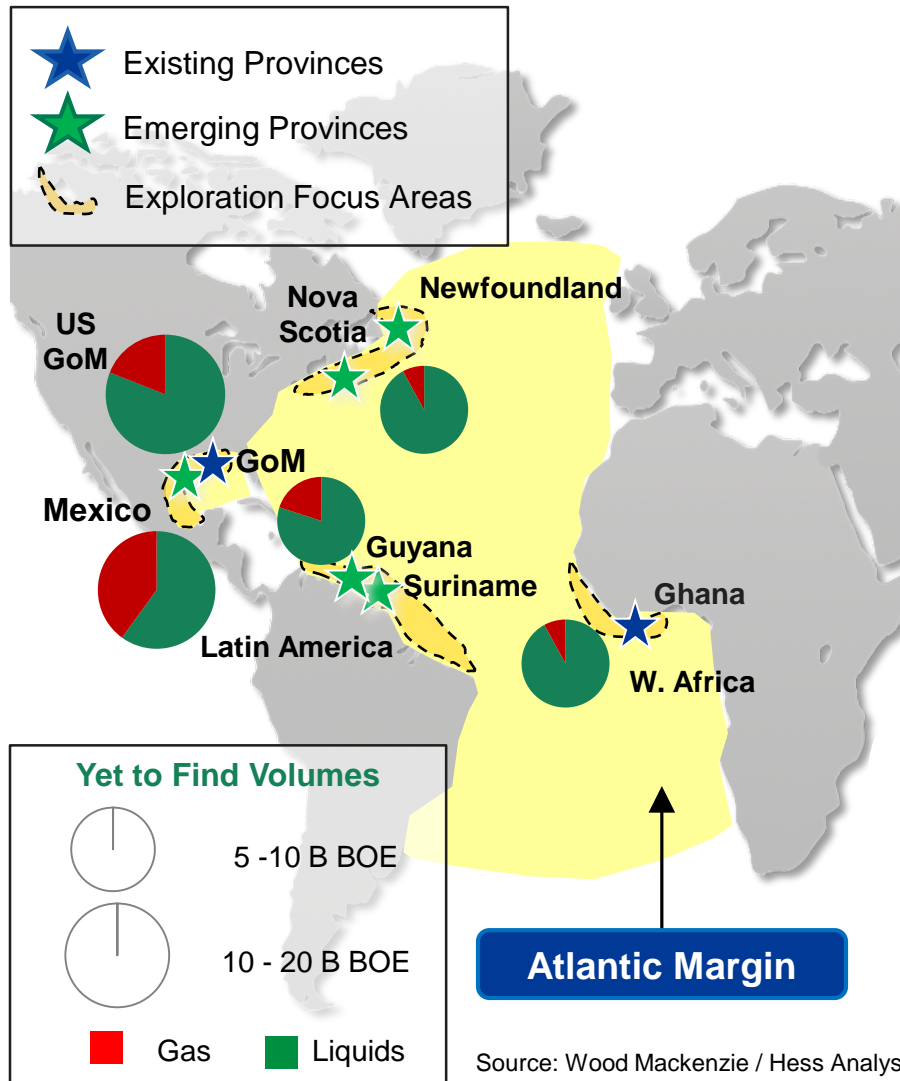 Existing Provinces
Emerging Provinces
Exploration Focus Areas
Newfoundland
Nova
Scotia
US
GoM
GoM
Mexico
Guyana
Suriname
Latin America
Ghana
W. Africa
Yet to Find Volumes
5 -10 B BOE
10 - 20 B BOE
Gas
Liquids
Atlantic Margin
Source: Wood Mackenzie / Hess Analys